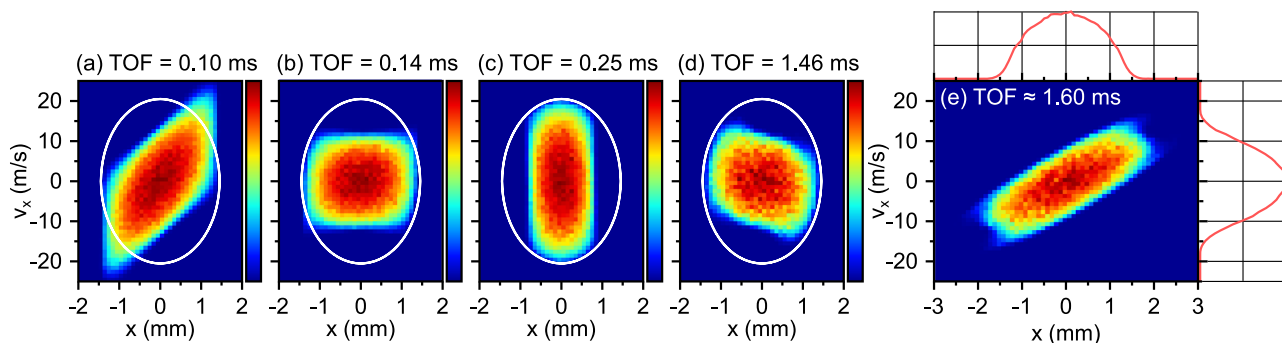 (a) TOF = 0.10 ms
(b) TOF = 0.14 ms
(c) TOF = 0.25 ms
(d) TOF = 1.46 ms
(e) TOF ≈ 1.60 ms
20
10
0
-10
-20
vx (m/s)
-2 -1 0 1 2
x (mm)
-2 -1 0 1 2
x (mm)
-2 -1 0 1 2
x (mm)
-2 -1 0 1 2
x (mm)
20
10
0
-10
-20
vx (m/s)
-3 -2 -1 0 1 2 3
x (mm)